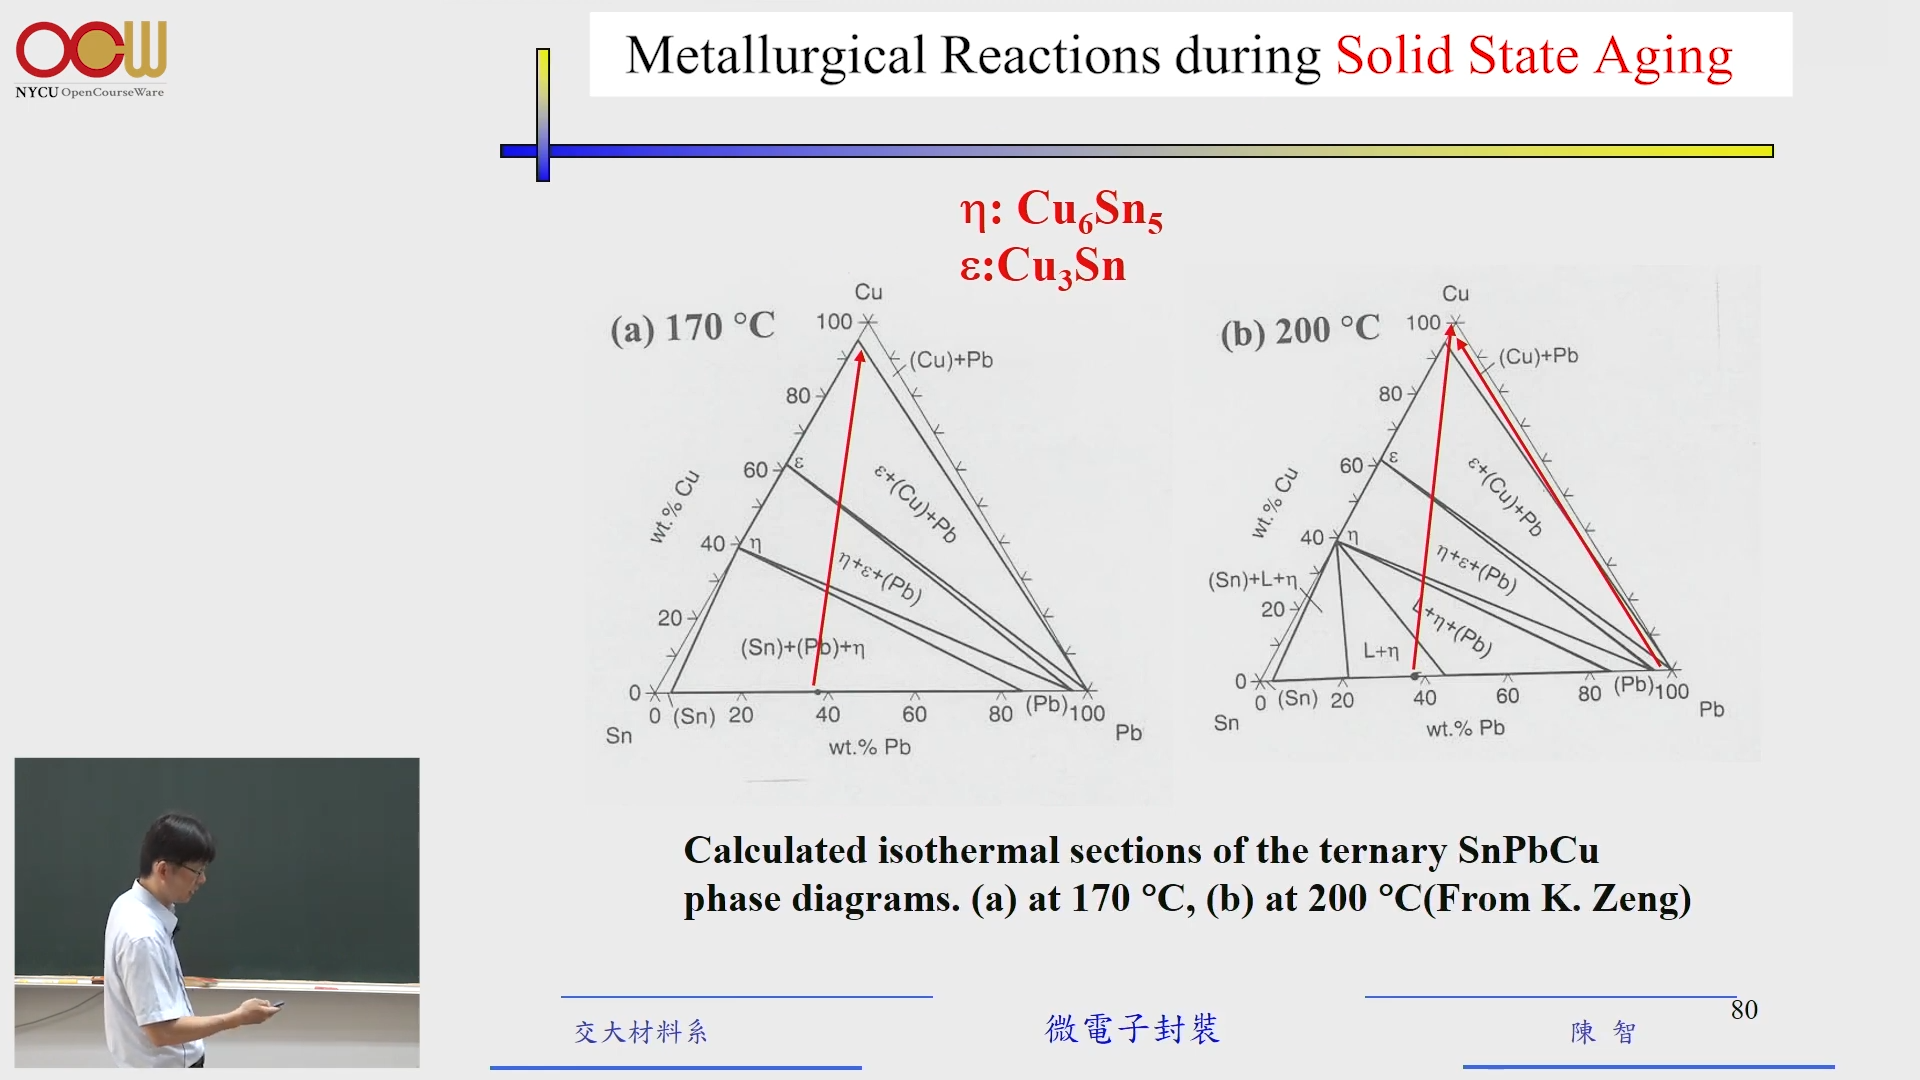 OCW
NYCU OpenCourseWare
Metallurgical Reactions during Solid State Aging
η: Cu₆Sn₅
ε:Cu₃Sn
(a) 170 °C
Cu
100
(Cu)+Pb
80
60
ε
ε+(Cu)+Pb
wt.% Cu
40
η
η+ε+(Pb)
20
(Sn)+(Pb)+η
0
0 (Sn) 20 40 60 80 (Pb) 100
Sn
wt.% Pb
Pb
(b) 200 °C
Cu
100
(Cu)+Pb
80
60
ε
ε+(Cu)+Pb
wt.% Cu
40
η
η+ε+(Pb)
(Sn)+L+η
20
L+η+(Pb)
L+η
0
0 (Sn) 20 40 60 80 (Pb) 100
Sn
wt.% Pb
Pb
Calculated isothermal sections of the ternary SnPbCu
phase diagrams. (a) at 170 °C, (b) at 200 °C(From K. Zeng)
交大材料系
微電子封裝
陳 智
80